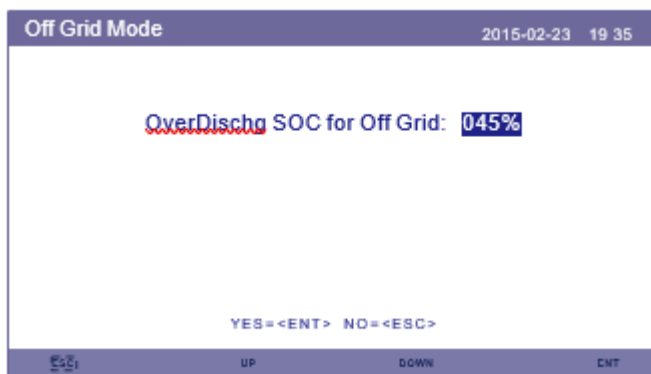 Off Grid Mode 2015-02-23 19 35
OverDischg SOC for Off Grid: 045%
YES=<ENT> NO=<ESC>
ESC UP DOWN ENT